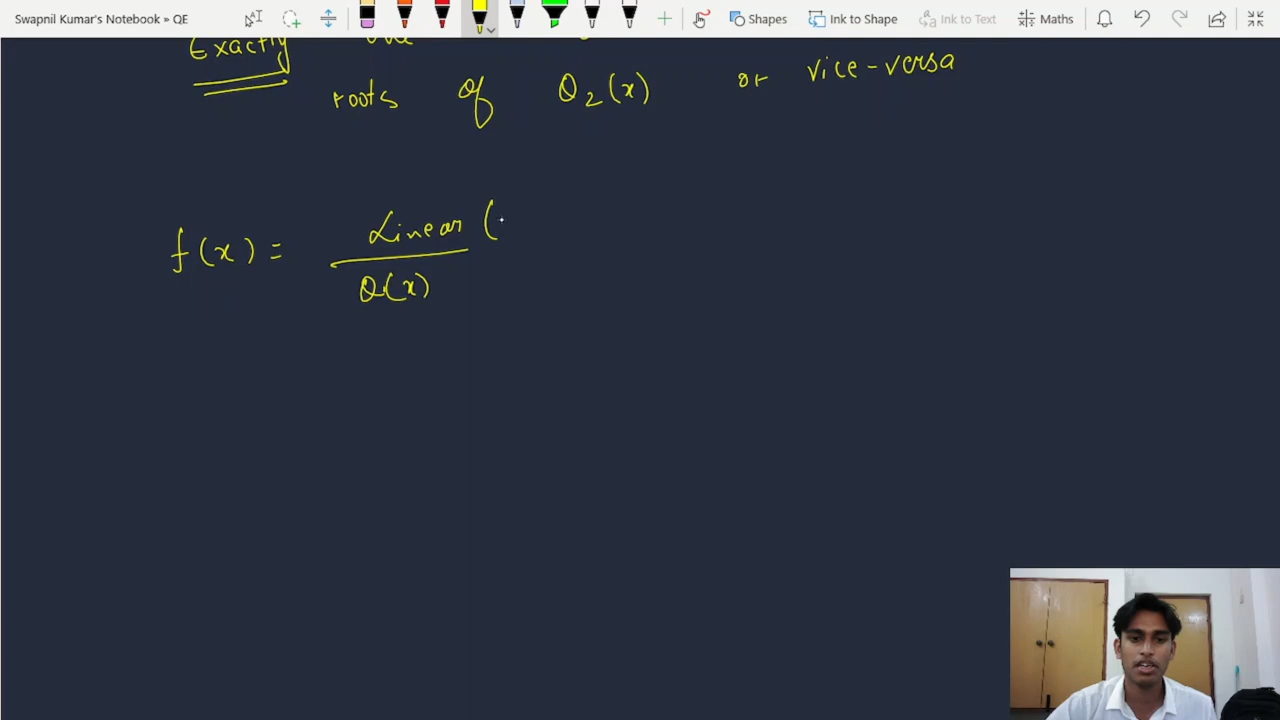 Swapnil Kumar's Notebook » QE
Shapes
Ink to Shape
Ink to Text
Maths
Exactly
roots of Q2(x) or vice-versa
f(x) = Linear (
Q(x)